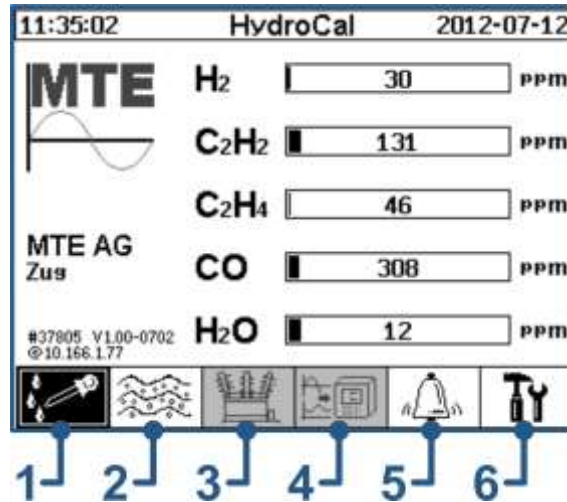 11:35:02 HydroCal 2012-07-12
MTE
H2 30 ppm
C2H2 131 ppm
C2H4 46 ppm
MTE AG
Zug
CO 308 ppm
#37805 V1.00-0702
@10.166.1.77
H2O 12 ppm
1 2 3 4 5 6